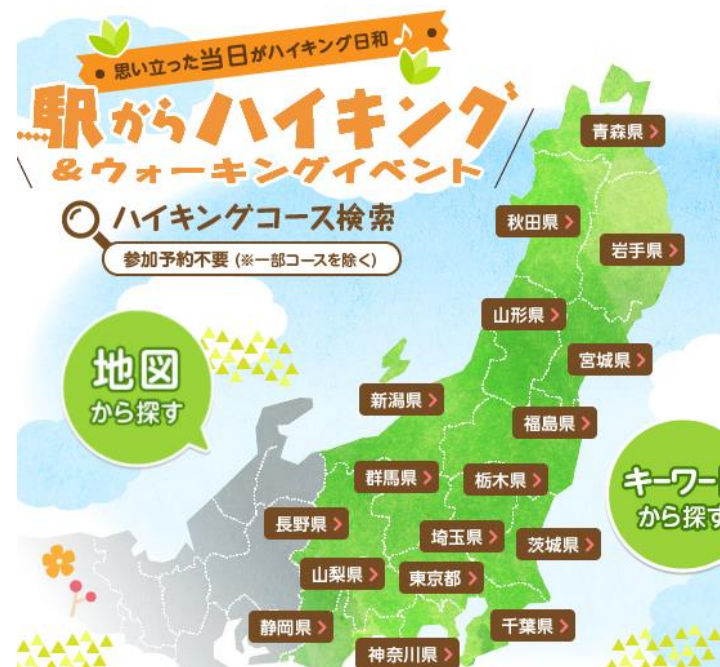 思い立った当日がハイキング日和♪
駅からハイキング
&ウォーキングイベント
ハイキングコース検索
参加予約不要 (※一部コースを除く)
青森県
秋田県
岩手県
山形県
宮城県
地図
から探す
新潟県
福島県
群馬県
栃木県
キーワード
から探す
長野県
埼玉県
茨城県
山梨県
東京都
静岡県
千葉県
神奈川県